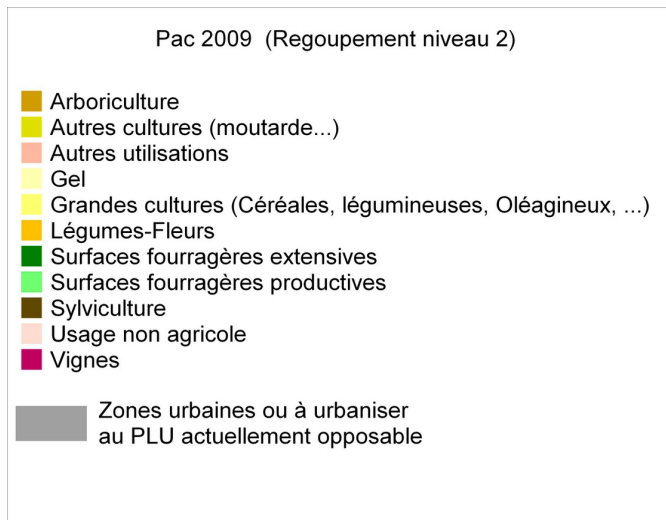 Pac 2009 (Regoupement niveau 2)
Arboriculture
Autres cultures (moutarde...)
Autres utilisations
Gel
Grandes cultures (Céréales, légumineuses, Oléagineux, ...)
Légumes-Fleurs
Surfaces fourragères extensives
Surfaces fourragères productives
Sylviculture
Usage non agricole
Vignes
Zones urbaines ou à urbaniser
au PLU actuellement opposable